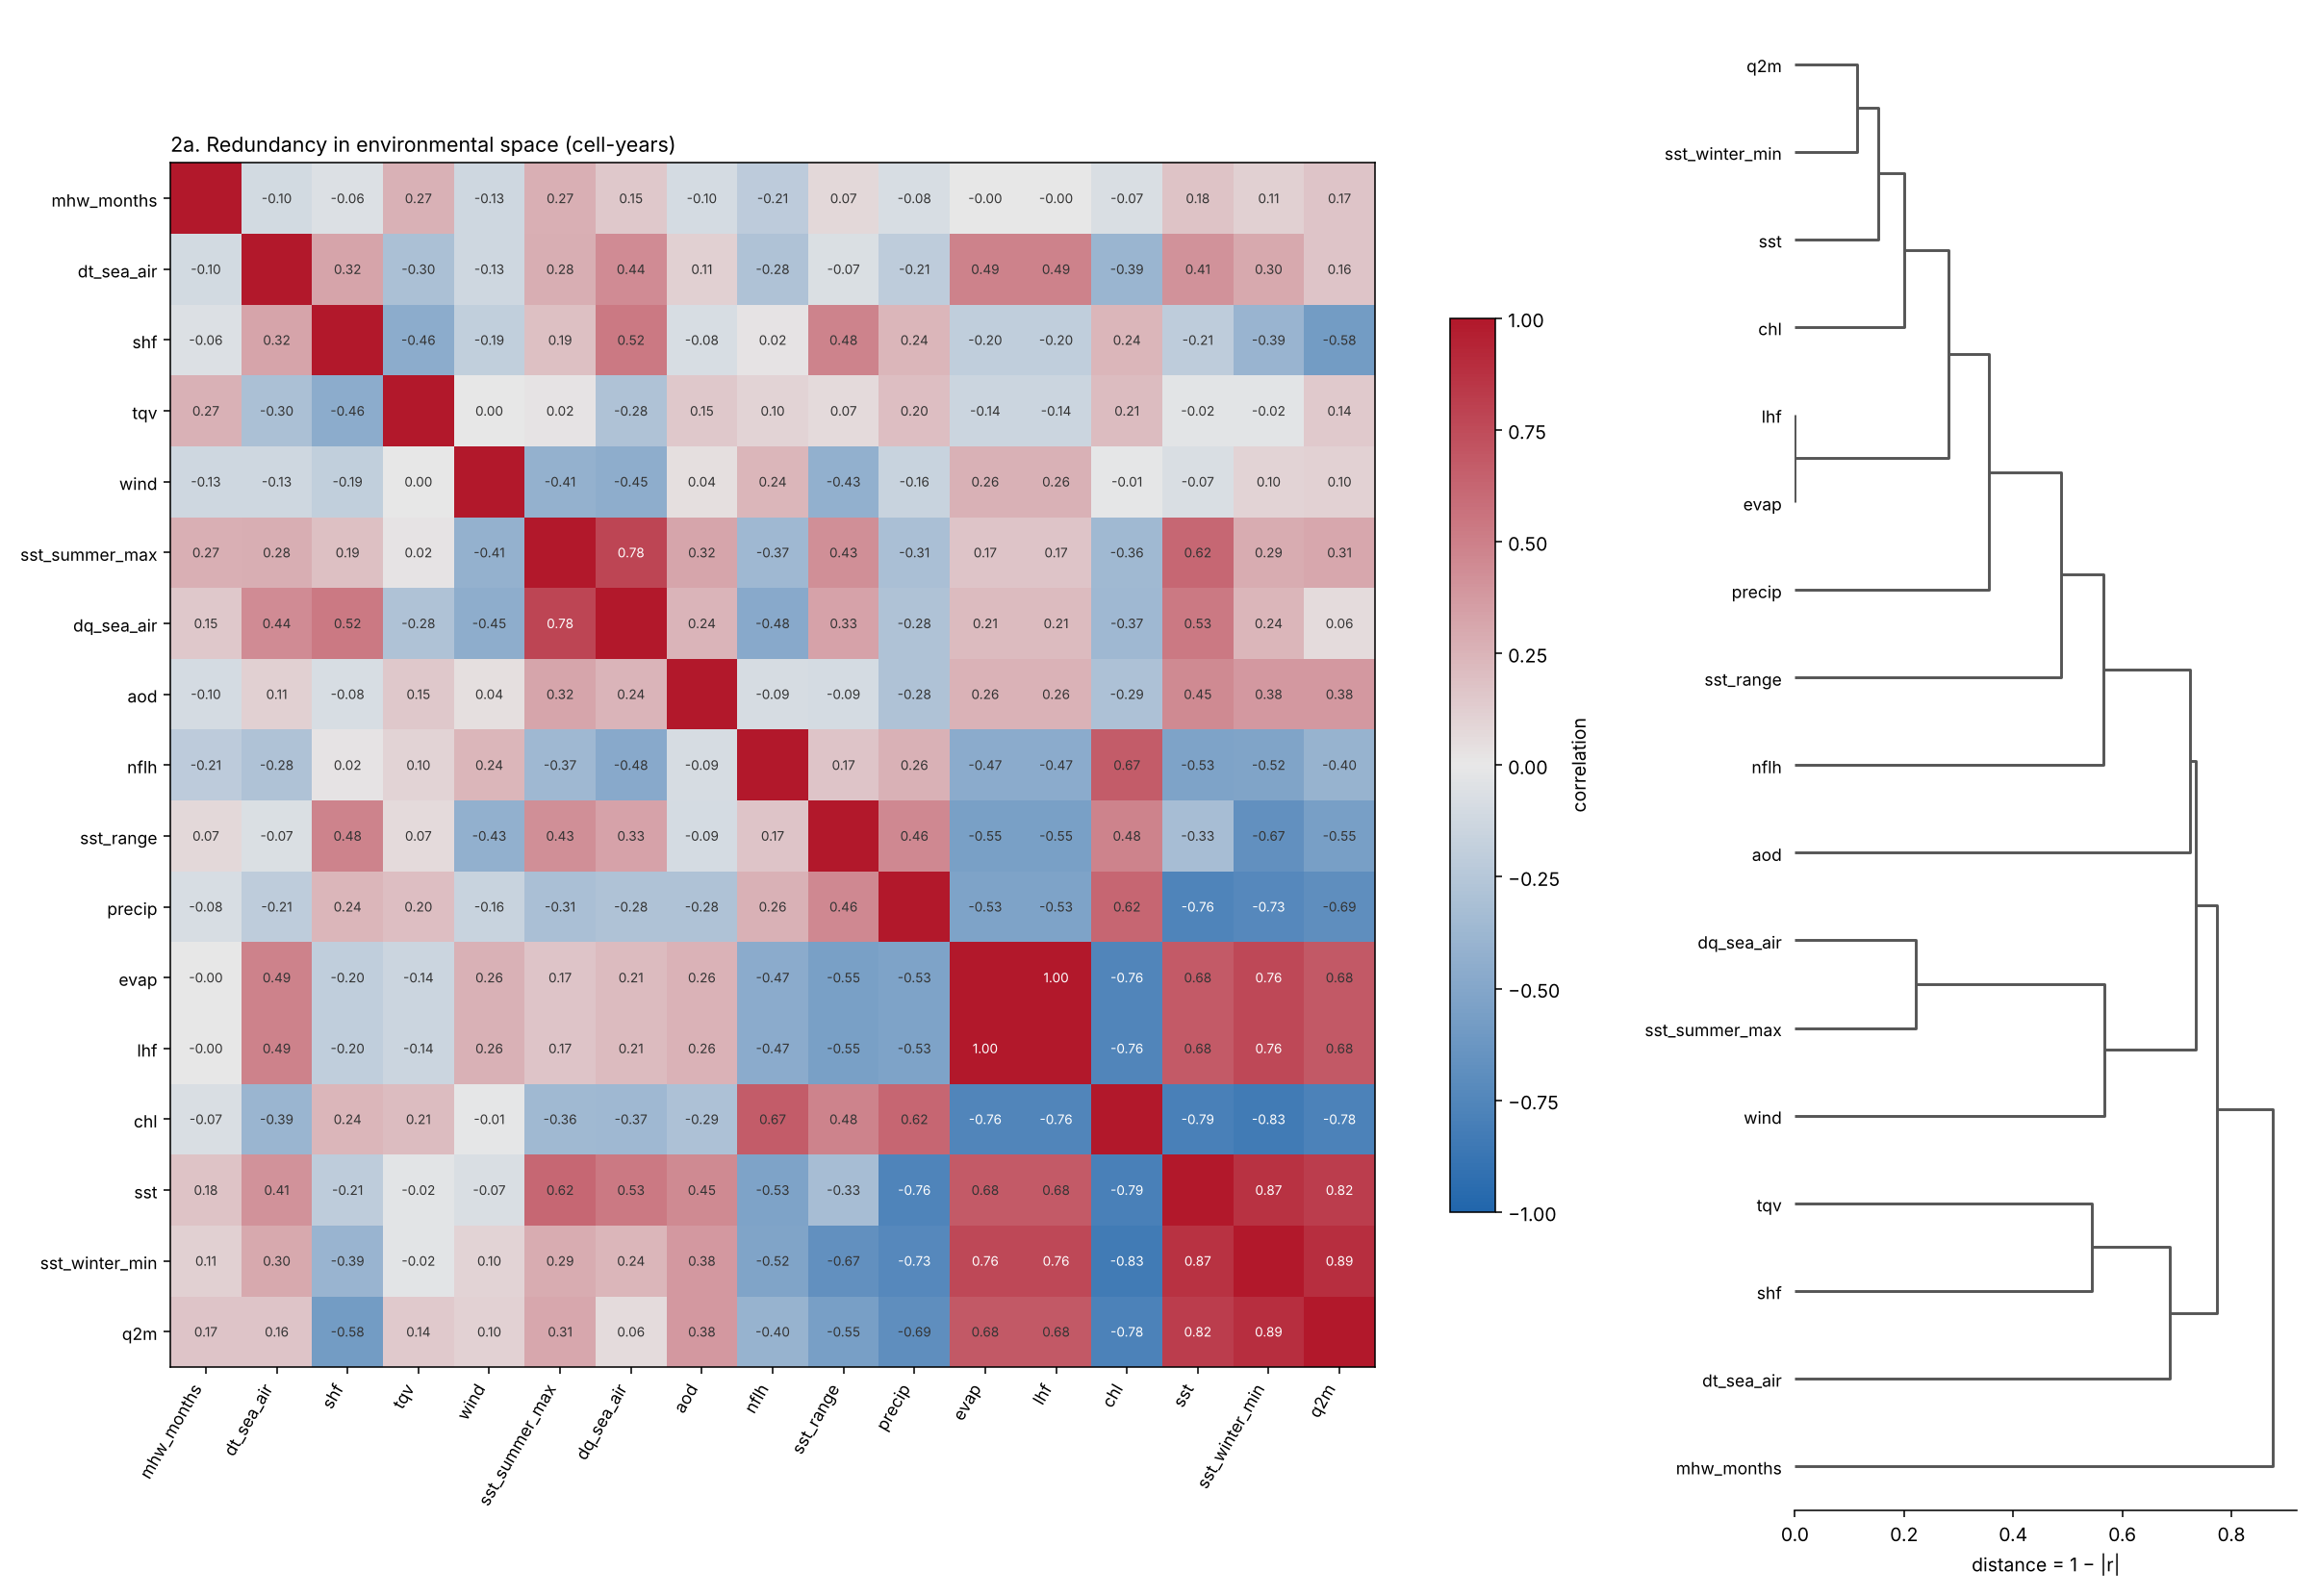 2a. Redundancy in environmental space (cell-years)
mhw_months -0.10 -0.06 0.27 -0.13 0.27 0.15 -0.10 -0.21 0.07 -0.08 -0.00 -0.00 -0.07 0.18 0.11 0.17
dt_sea_air -0.10 0.32 -0.30 -0.13 0.28 0.44 0.11 -0.28 -0.07 -0.21 0.49 0.49 -0.39 0.41 0.30 0.16
shf -0.06 0.32 -0.46 -0.19 0.19 0.52 -0.08 0.02 0.48 0.24 -0.20 -0.20 0.24 -0.21 -0.39 -0.58
tqv 0.27 -0.30 -0.46 0.00 0.02 -0.28 0.15 0.10 0.07 0.20 -0.14 -0.14 0.21 -0.02 -0.02 0.14
wind -0.13 -0.13 -0.19 0.00 -0.41 -0.45 0.04 0.24 -0.43 -0.16 0.26 0.26 -0.01 -0.07 0.10 0.10
sst_summer_max 0.27 0.28 0.19 0.02 -0.41 0.78 0.32 -0.37 0.43 -0.31 0.17 0.17 -0.36 0.62 0.29 0.31
dq_sea_air 0.15 0.44 0.52 -0.28 -0.45 0.78 0.24 -0.48 0.33 -0.28 0.21 0.21 -0.37 0.53 0.24 0.06
aod -0.10 0.11 -0.08 0.15 0.04 0.32 0.24 -0.09 -0.09 -0.28 0.26 0.26 -0.29 0.45 0.38 0.38
nflh -0.21 -0.28 0.02 0.10 0.24 -0.37 -0.48 -0.09 0.17 0.26 -0.47 -0.47 0.67 -0.53 -0.52 -0.40
sst_range 0.07 -0.07 0.48 0.07 -0.43 0.43 0.33 -0.09 0.17 0.46 -0.55 -0.55 0.48 -0.33 -0.67 -0.55
precip -0.08 -0.21 0.24 0.20 -0.16 -0.31 -0.28 -0.28 0.26 0.46 -0.53 -0.53 0.62 -0.76 -0.73 -0.69
evap -0.00 0.49 -0.20 -0.14 0.26 0.17 0.21 0.26 -0.47 -0.55 -0.53 1.00 -0.76 0.68 0.76 0.68
lhf -0.00 0.49 -0.20 -0.14 0.26 0.17 0.21 0.26 -0.47 -0.55 -0.53 1.00 -0.76 0.68 0.76 0.68
chl -0.07 -0.39 0.24 0.21 -0.01 -0.36 -0.37 -0.29 0.67 0.48 0.62 -0.76 -0.76 -0.79 -0.83 -0.78
sst 0.18 0.41 -0.21 -0.02 -0.07 0.62 0.53 0.45 -0.53 -0.33 -0.76 0.68 0.68 -0.79 0.87 0.82
sst_winter_min 0.11 0.30 -0.39 -0.02 0.10 0.29 0.24 0.38 -0.52 -0.67 -0.73 0.76 0.76 -0.83 0.87 0.89
q2m 0.17 0.16 -0.58 0.14 0.10 0.31 0.06 0.38 -0.40 -0.55 -0.69 0.68 0.68 -0.78 0.82 0.89
mhw_months dt_sea_air shf tqv wind sst_summer_max dq_sea_air aod nflh sst_range precip evap lhf chl sst sst_winter_min q2m
1.00
0.75
0.50
0.25
0.00
−0.25
−0.50
−0.75
−1.00
correlation
q2m
sst_winter_min
sst
chl
lhf
evap
precip
sst_range
nflh
aod
dq_sea_air
sst_summer_max
wind
tqv
shf
dt_sea_air
mhw_months
0.0 0.2 0.4 0.6 0.8
distance = 1 − |r|